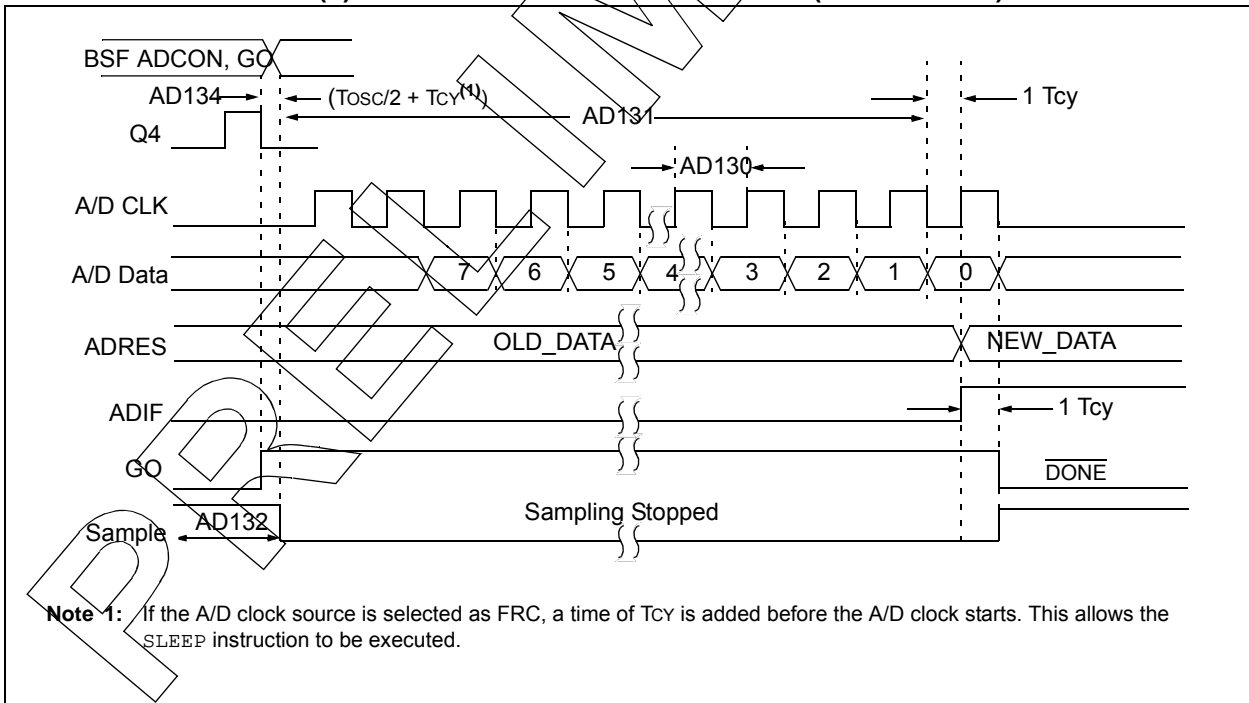 BSF ADCON, GO
AD134
(TOSC/2 + TCY(1))
AD131
1 Tcy
Q4
AD130
A/D CLK
A/D Data
7 6 5 4 3 2 1 0
ADRES
OLD_DATA
NEW_DATA
ADIF
1 Tcy
GO
DONE
Sample
AD132
Sampling Stopped
Note 1: If the A/D clock source is selected as FRC, a time of TCY is added before the A/D clock starts. This allows the
SLEEP instruction to be executed.